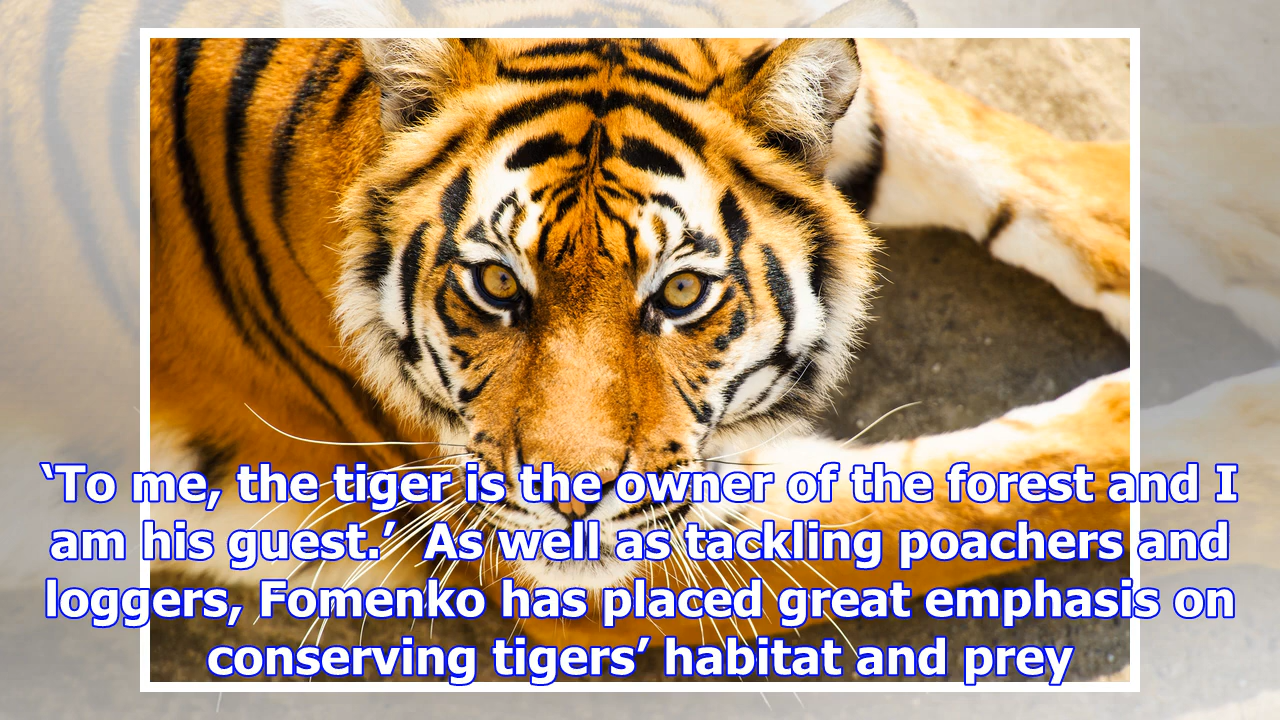 ‘To me, the tiger is the owner of the forest and I
am his guest.’  As well as tackling poachers and
loggers, Fomenko has placed great emphasis on
conserving tigers’ habitat and prey